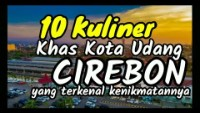 10 Kuliner
Khas Kota Udang
CIREBON
yang terkenal kenikmatannya